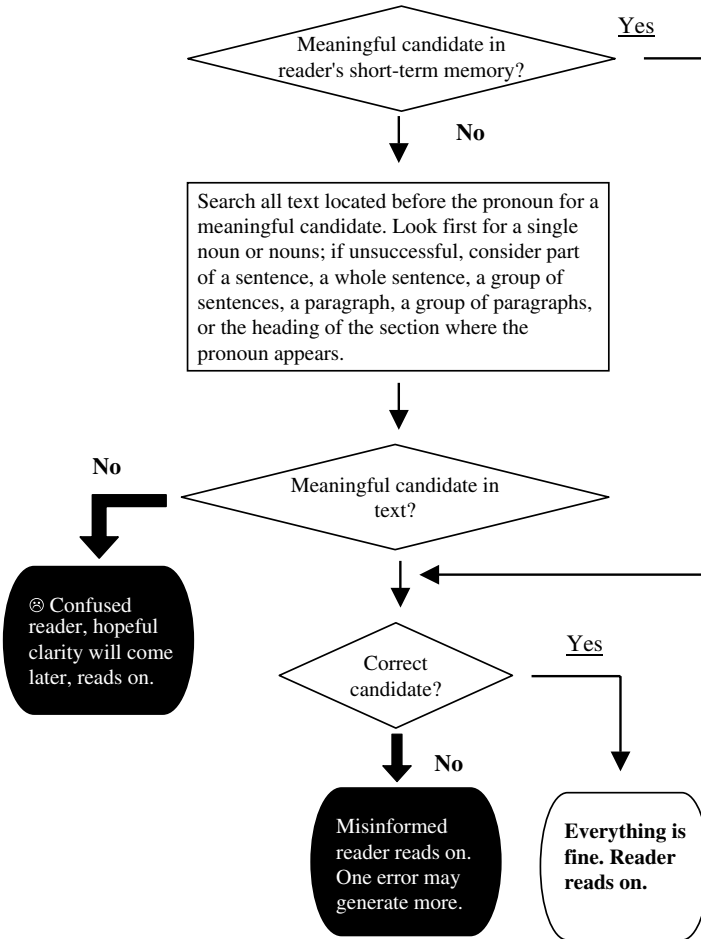 Yes
Meaningful candidate in
reader's short-term memory?
No
Search all text located before the pronoun for a
meaningful candidate. Look first for a single
noun or nouns; if unsuccessful, consider part
of a sentence, a whole sentence, a group of
sentences, a paragraph, a group of paragraphs,
or the heading of the section where the
pronoun appears.
No
Meaningful candidate in
text?
☹ Confused
reader, hopeful
clarity will come
later, reads on.
Yes
Correct
candidate?
No
Misinformed
reader reads on.
One error may
generate more.
Everything is
fine. Reader
reads on.